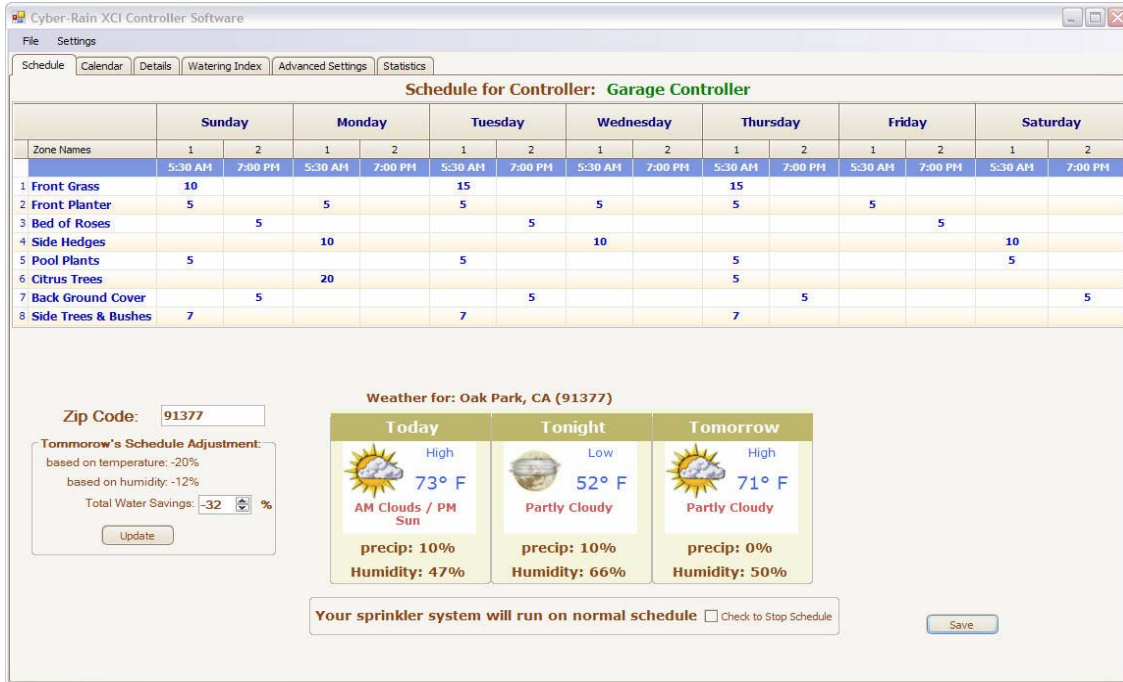 Cyber-Rain XCI Controller Software
File Settings
Schedule Calendar Details Watering Index Advanced Settings Statistics
Schedule for Controller: Garage Controller
Sunday Monday Tuesday Wednesday Thursday Friday Saturday
Zone Names 1 2 1 2 1 2 1 2 1 2 1 2 1 2
5:30 AM 7:00 PM 5:30 AM 7:00 PM 5:30 AM 7:00 PM 5:30 AM 7:00 PM 5:30 AM 7:00 PM 5:30 AM 7:00 PM 5:30 AM 7:00 PM
1 Front Grass 10 15 15
2 Front Planter 5 5 5 5 5 5
3 Bed of Roses 5 5 5
4 Side Hedges 10 10 10
5 Pool Plants 5 5 5 5
6 Citrus Trees 20 5
7 Back Ground Cover 5 5 5 5
8 Side Trees & Bushes 7 7 7
Weather for: Oak Park, CA (91377)
Zip Code: 91377
Tommorow's Schedule Adjustment:
based on temperature: -20%
based on humidity: -12%
Total Water Savings: -32 %
Update
Today Tonight Tomorrow
High Low High
73° F 52° F 71° F
AM Clouds / PM Sun Partly Cloudy Partly Cloudy
precip: 10% precip: 10% precip: 0%
Humidity: 47% Humidity: 66% Humidity: 50%
Your sprinkler system will run on normal schedule Check to Stop Schedule
Save